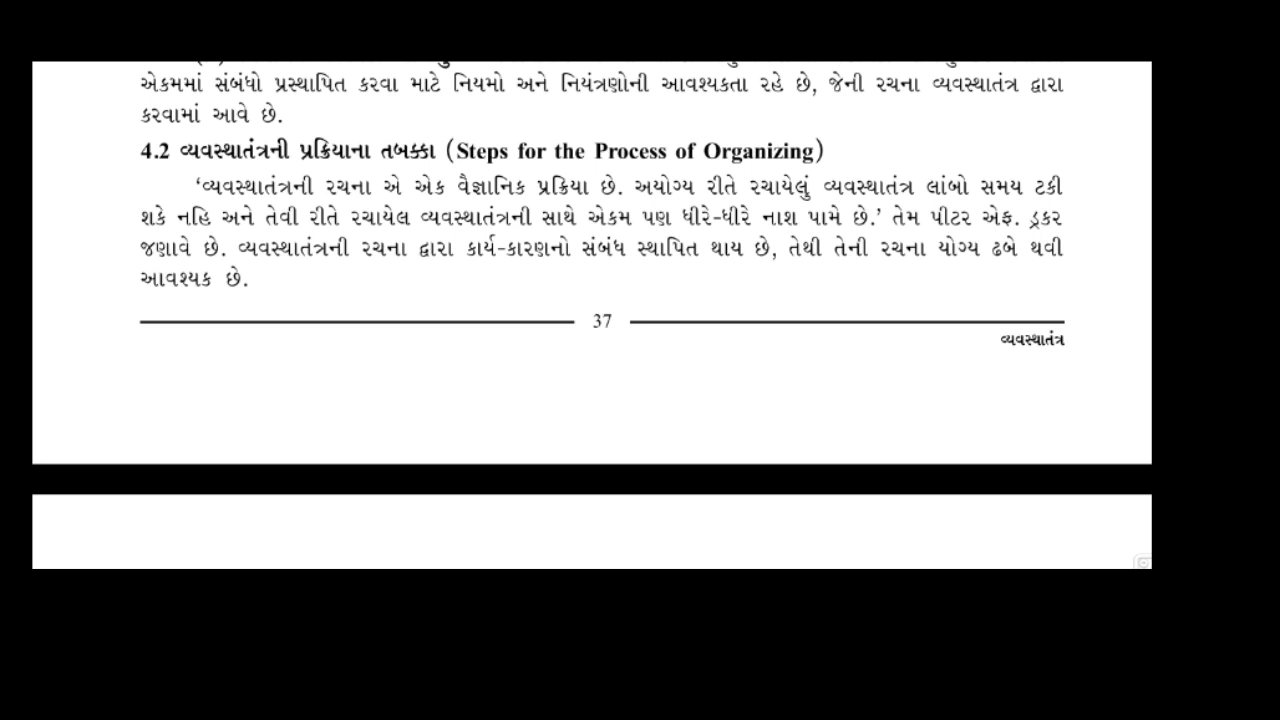 એકમમાં સંબંધો પ્રસ્થાપિત કરવા માટે નિયમો અને નિયંત્રણોની આવશ્યકતા રહે છે, જેની રચના વ્યવસ્થાતંત્ર દ્વારા
કરવામાં આવે છે.
4.2 વ્યવસ્થાતંત્રની પ્રક્રિયાના તબક્કા (Steps for the Process of Organizing)
‘વ્યવસ્થાતંત્રની રચના એ એક વૈજ્ઞાનિક પ્રક્રિયા છે. અયોગ્ય રીતે રચાયેલું વ્યવસ્થાતંત્ર લાંબો સમય ટકી
શકે નહિ અને તેવી રીતે રચાયેલ વ્યવસ્થાતંત્રની સાથે એકમ પણ ધીરે-ધીરે નાશ પામે છે.’ તેમ પીટર એફ. ડ્રકર
જણાવે છે. વ્યવસ્થાતંત્રની રચના દ્વારા કાર્ય-કારણનો સંબંધ સ્થાપિત થાય છે, તેથી તેની રચના યોગ્ય ઢબે થવી
આવશ્યક છે.
37
વ્યવસ્થાતંત્ર